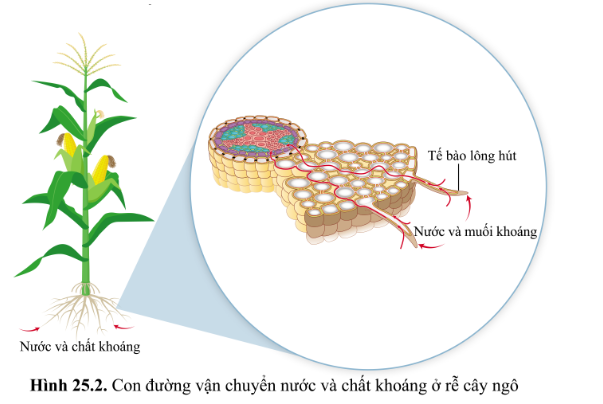 Tế bào lông hút
Nước và muối khoáng
Nước và chất khoáng
Hình 25.2. Con đường vận chuyển nước và chất khoáng ở rễ cây ngô